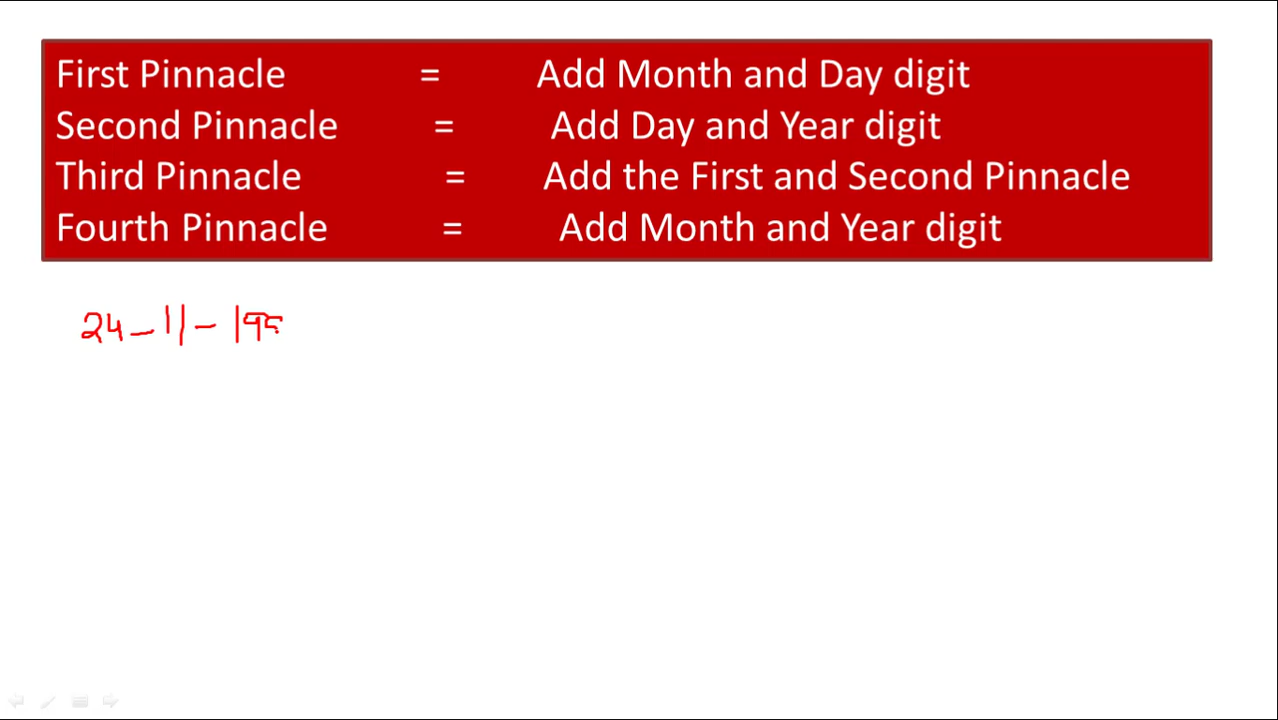 First Pinnacle = Add Month and Day digit
Second Pinnacle = Add Day and Year digit
Third Pinnacle = Add the First and Second Pinnacle
Fourth Pinnacle = Add Month and Year digit
24-11-195